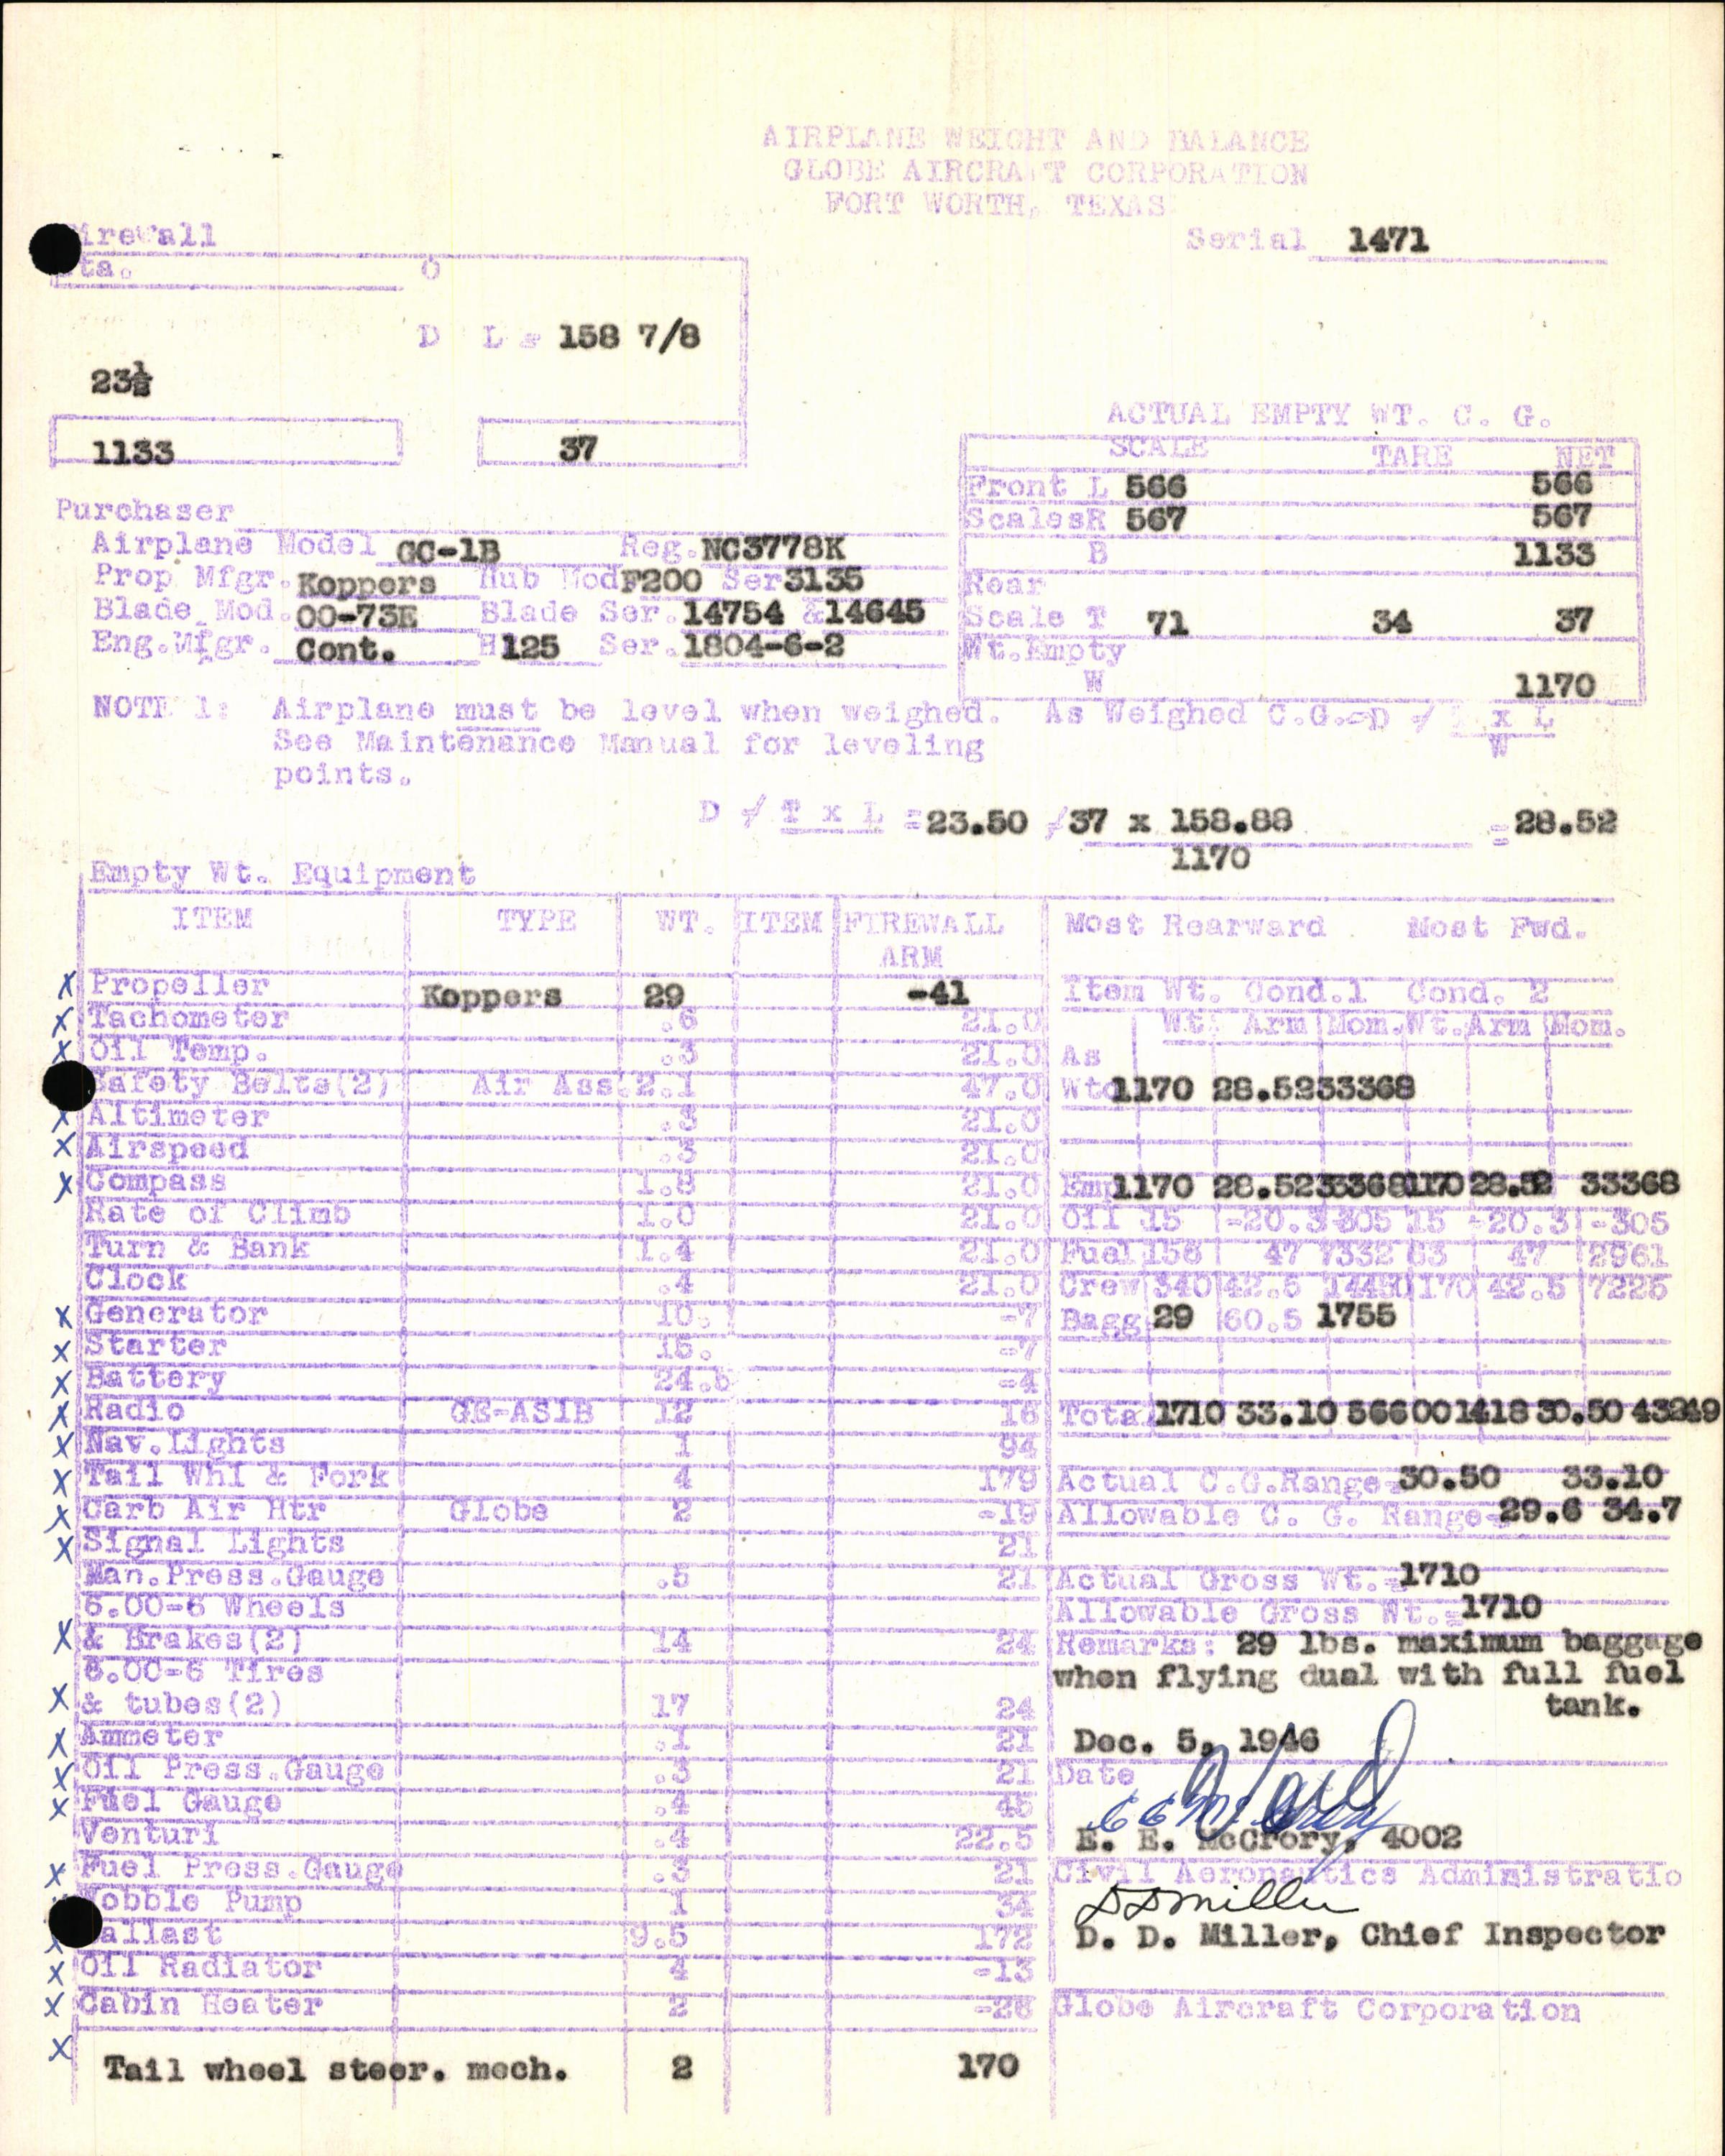 AIRPLANE WEIGHT AND BALANCE
GLOBE AIRCRAFT CORPORATION
FORT WORTH, TEXAS
Serial 1471
Firewall
Sta. O
D L = 158 7/8
23½
1133 37
ACTUAL EMPTY WT. C. G.
SCALE TARE NET
Front L 566 566
ScalesR 567 567
B 1133
Rear
Scale T 71 34 37
Wt.Empty
W 1170
Purchaser
Airplane Model GC-1B Reg.NC3778K
Prop Mfgr. Koppers Hub Mod F200 Ser 3135
Blade Mod. 00-73E Blade Ser. 14754 & 14645
Eng.Mfgr. Cont. H125 Ser. 1804-6-2
NOTE 1: Airplane must be level when weighed. As Weighed C.G.=D ≠ T x L
See Maintenance Manual for leveling W
points.
D ≠ T x L = 23.50 / 37 x 158.88 = 28.52
1170
Empty Wt. Equipment
ITEM TYPE WT. ITEM FIREWALL ARM
Propeller Koppers 29 -41
Tachometer .6 21.0
Oil Temp. .3 21.0
Safety Belts(2) Air Ass. 2.1 47.0
Altimeter .3 21.0
Airspeed .3 21.0
Compass 1.8 21.0
Rate of Climb 1.0 21.0
Turn & Bank 1.4 21.0
Clock .4 21.0
Generator 10. -7
Starter 15. -7
Battery 24.5 -4
Radio GE-AS1B 12 16
Nav.Lights 1 94
Tail Whl & Fork 4 179
Carb Air Htr Globe 2 -19
Signal Lights 21
Man.Press.Gauge .5 21
6.00-6 Wheels
& Brakes(2) 14 24
6.00-6 Tires
& tubes(2) 17 24
Ammeter .1 21
Oil Press.Gauge .3 21
Fuel Gauge .4 45
Venturi .4 22.5
Fuel Press.Gauge .3 21
Wobble Pump 1 34
Ballast 9.5 172
Oil Radiator 4 -13
Cabin Heater 2 -26
Tail wheel steer. mech. 2 170
Most Rearward Most Fwd.
Item Wt. Cond.1 Cond. 2
Wt. Arm Mom. Wt. Arm Mom.
As
Wtd 1170 28.52 33368
Emp 1170 28.52 33368 1170 28.52 33368
Oil 15 -20.3 -305 15 -20.3 -305
Fuel 156 47 7332 63 47 2961
Crew 340 42.5 14450 170 42.5 7225
Bagg 29 60.5 1755
Total 1710 33.10 56600 1418 30.50 43249
Actual C.G.Range= 30.50 33.10
Allowable C. G. Range= 29.6 34.7
Actual Gross Wt.= 1710
Allowable Gross Wt.= 1710
Remarks: 29 lbs. maximum baggage
when flying dual with full fuel
tank.
Dec. 5, 1946
Date
E E McCrory
E. E. McCrory, 4002
Civil Aeronautics Administratio
D D Miller
D. D. Miller, Chief Inspector
Globe Aircraft Corporation